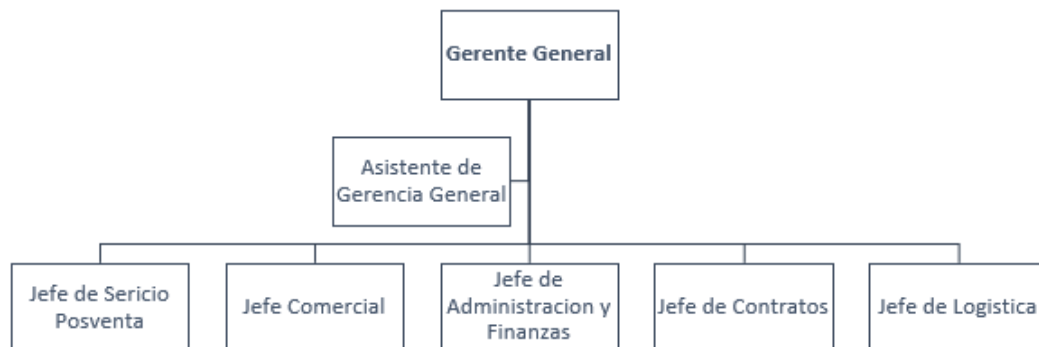 Gerente General
Asistente de
Gerencia General
Jefe de Sericio
Posventa
Jefe Comercial
Jefe de
Administracion y
Finanzas
Jefe de Contratos
Jefe de Logistica